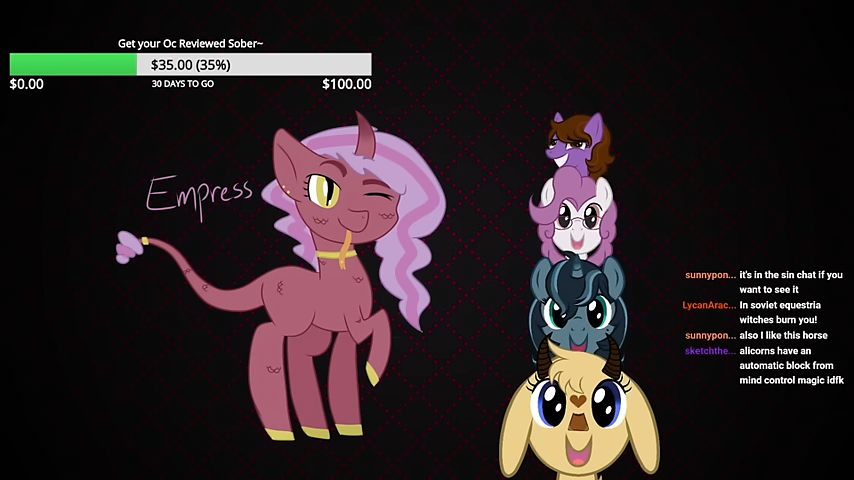 Get your Oc Reviewed Sober~
$35.00 (35%)
$0.00 30 DAYS TO GO $100.00
Empress
sunnypon... it's in the sin chat if you
want to see it
LycanArac... In soviet equestria
witches burn you!
sunnypon... also I like this horse
sketchthe... alicorns have an
automatic block from
mind control magic idfk